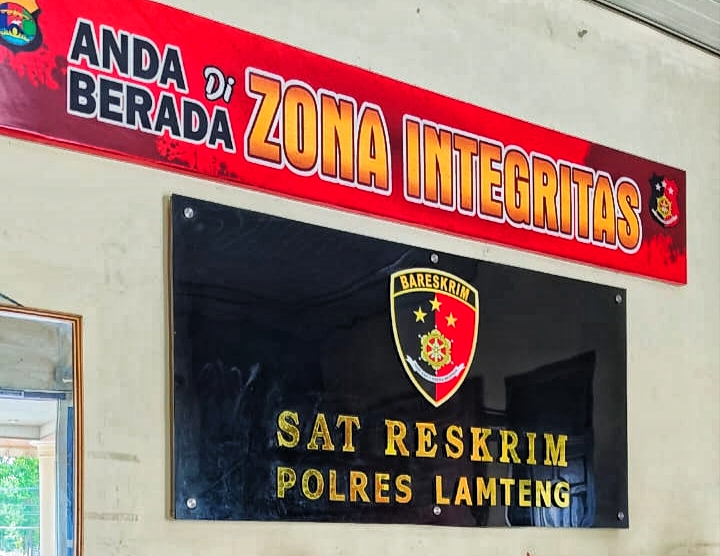 ANDA Di
BERADA
ZONA INTEGRITAS
BARESKRIM
SAT RESKRIM
POLRES LAMTENG